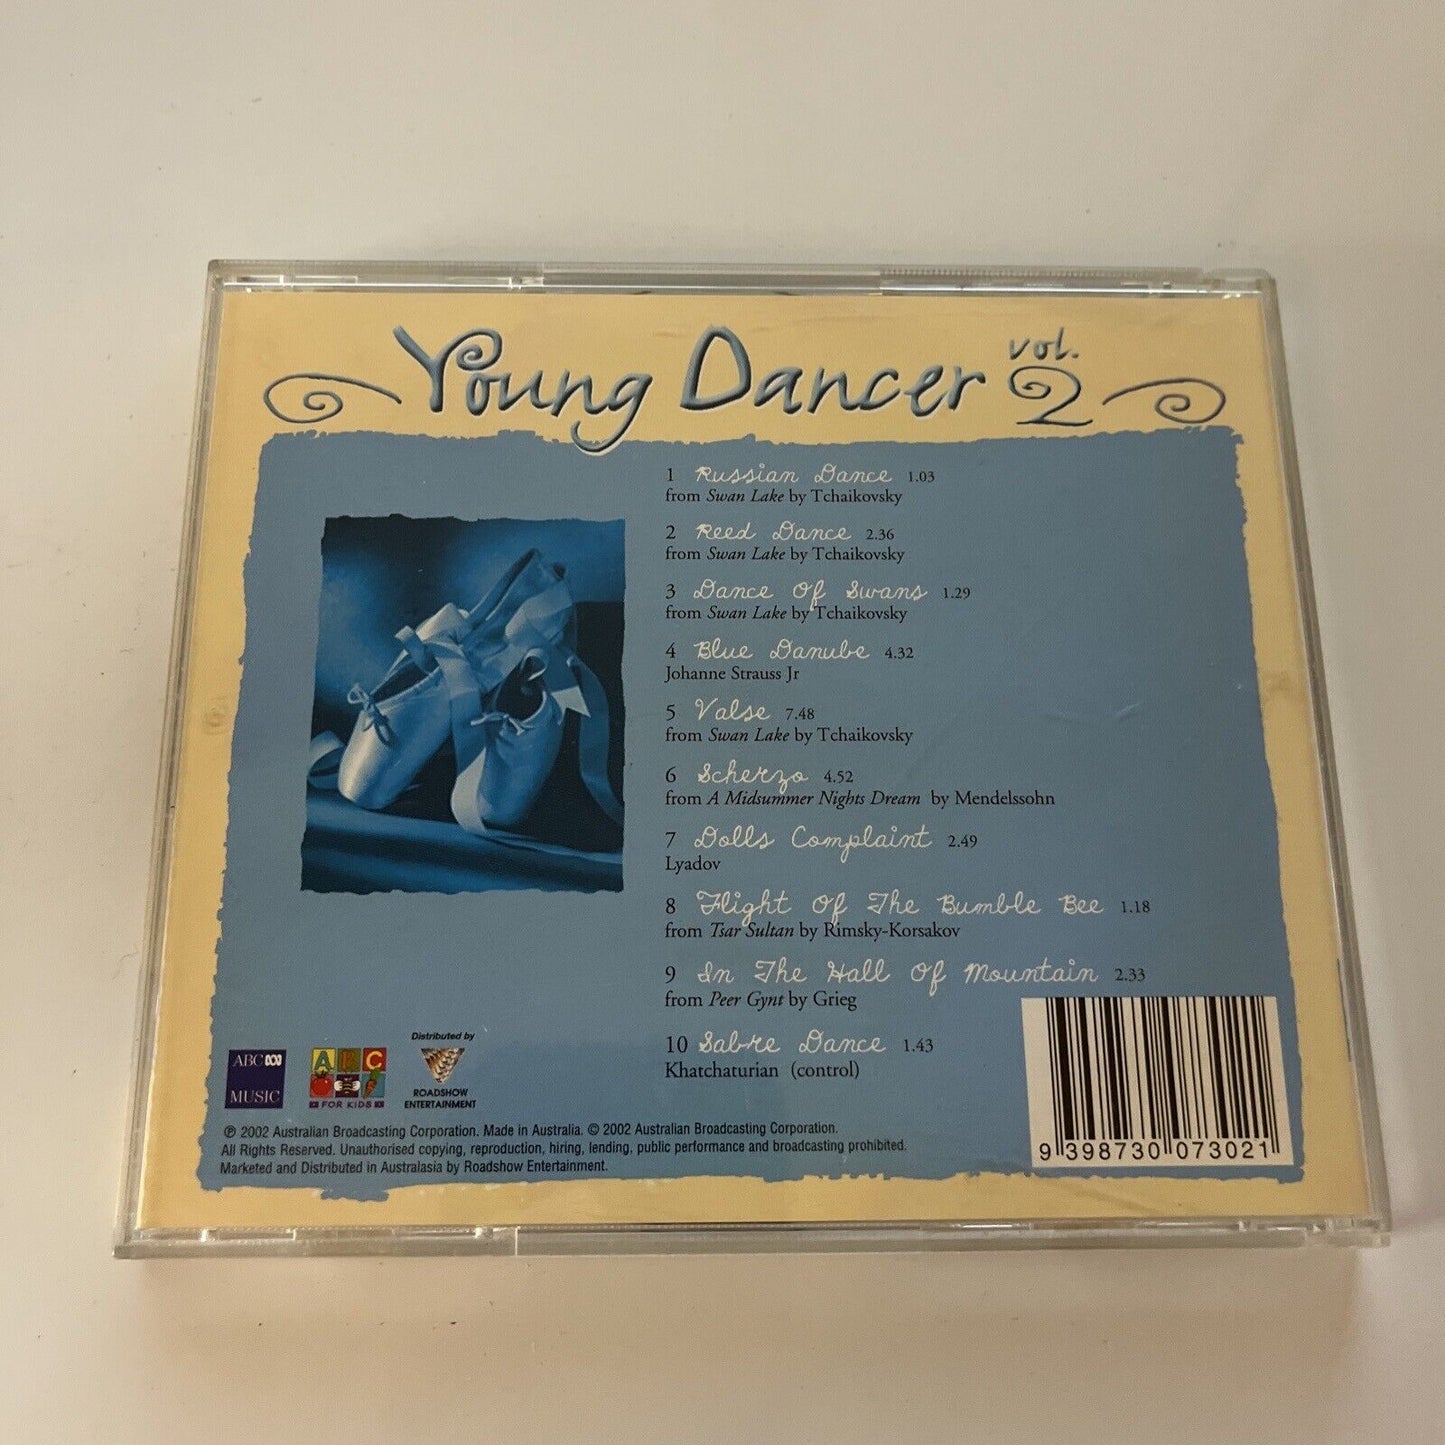 Young Dancer vol. 2
1 Russian Dance 1.03
from Swan Lake by Tchaikovsky
2 Reed Dance 2.36
from Swan Lake by Tchaikovsky
3 Dance Of Swans 1.29
from Swan Lake by Tchaikovsky
4 Blue Danube 4.32
Johanne Strauss Jr
5 Valse 7.48
from Swan Lake by Tchaikovsky
6 Scherzo 4.52
from A Midsummer Nights Dream by Mendelssohn
7 Dolls Complaint 2.49
Lyadov
8 Flight Of The Bumble Bee 1.18
from Tsar Sultan by Rimsky-Korsakov
9 In The Hall Of Mountain 2.33
from Peer Gynt by Grieg
10 Sabre Dance 1.43
Khatchaturian (control)
ABC
MUSIC
ABC
FOR KIDS
Distributed by
ROADSHOW
ENTERTAINMENT
℗ 2002 Australian Broadcasting Corporation. Made in Australia. © 2002 Australian Broadcasting Corporation.
All Rights Reserved. Unauthorised copying, reproduction, hiring, lending, public performance and broadcasting prohibited.
Marketed and Distributed in Australasia by Roadshow Entertainment.
9 398730 073021